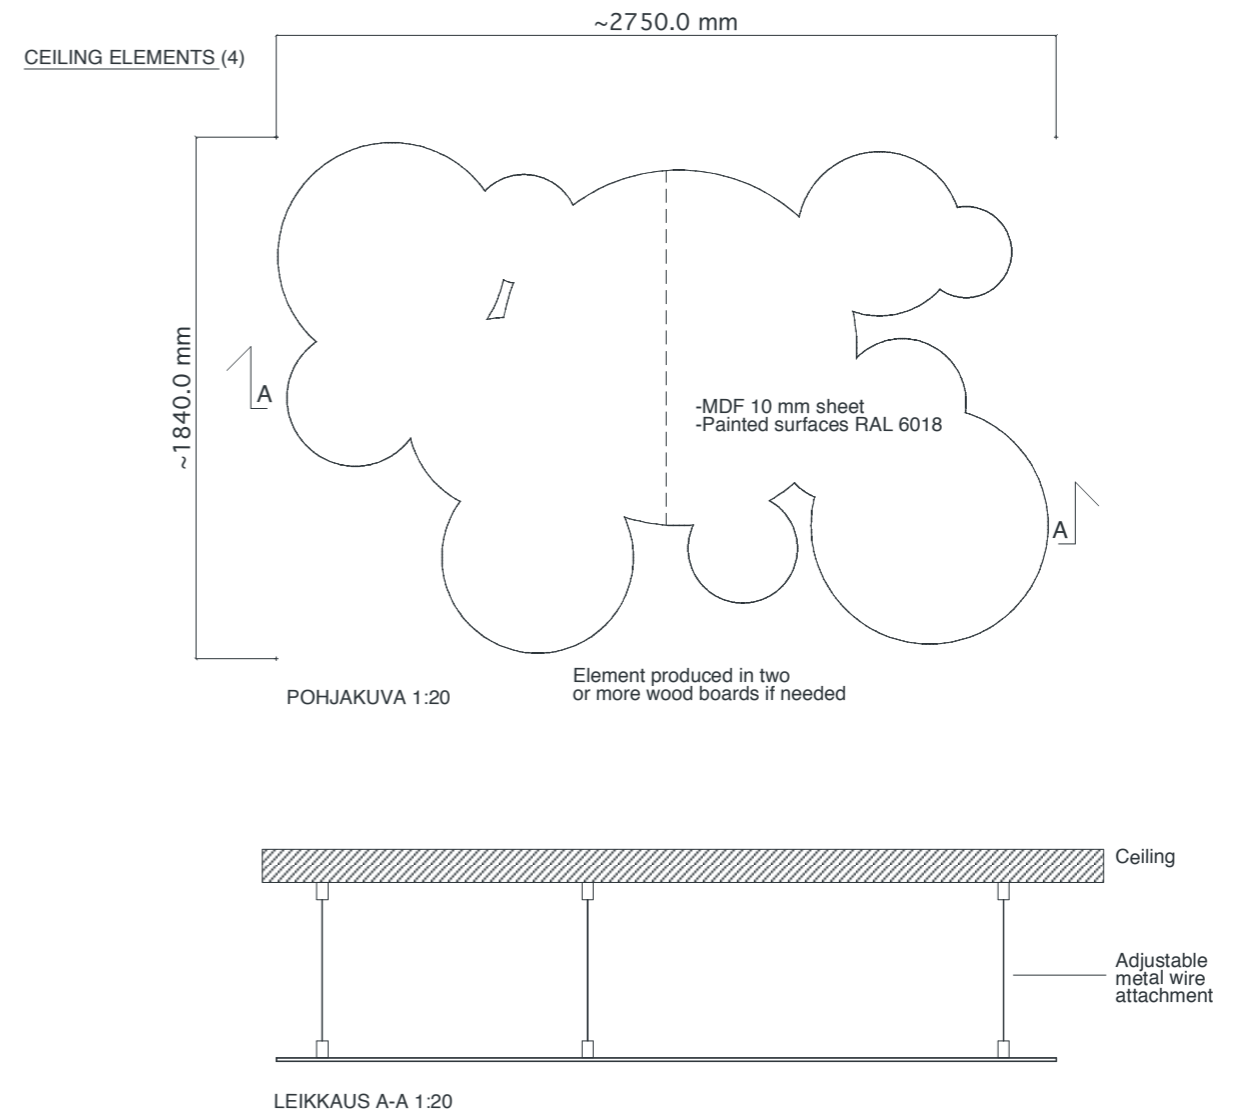 ~2750.0 mm
CEILING ELEMENTS (4)
~1840.0 mm
A
-MDF 10 mm sheet
-Painted surfaces RAL 6018
A
Element produced in two
or more wood boards if needed
POHJAKUVA 1:20
Ceiling
Adjustable
metal wire
attachment
LEIKKAUS A-A 1:20